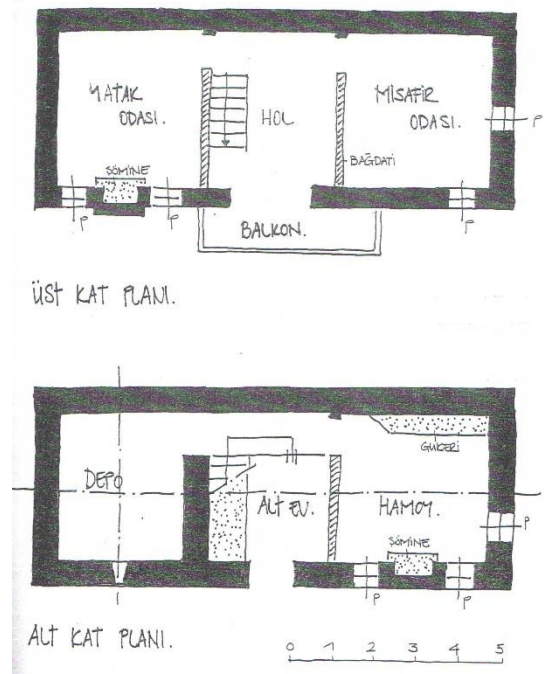 YATAK
ODASI.
HOL
MİSAFİR
ODASI.
P
ŞÖMİNE
BAĞDATİ
P
P
BALKON.
P
ÜST KAT PLANI.
GÜKERİ
DEPO
ALT EV.
HAMOY.
P
ŞÖMİNE
P
P
ALT KAT PLANI.
0 1 2 3 4 5